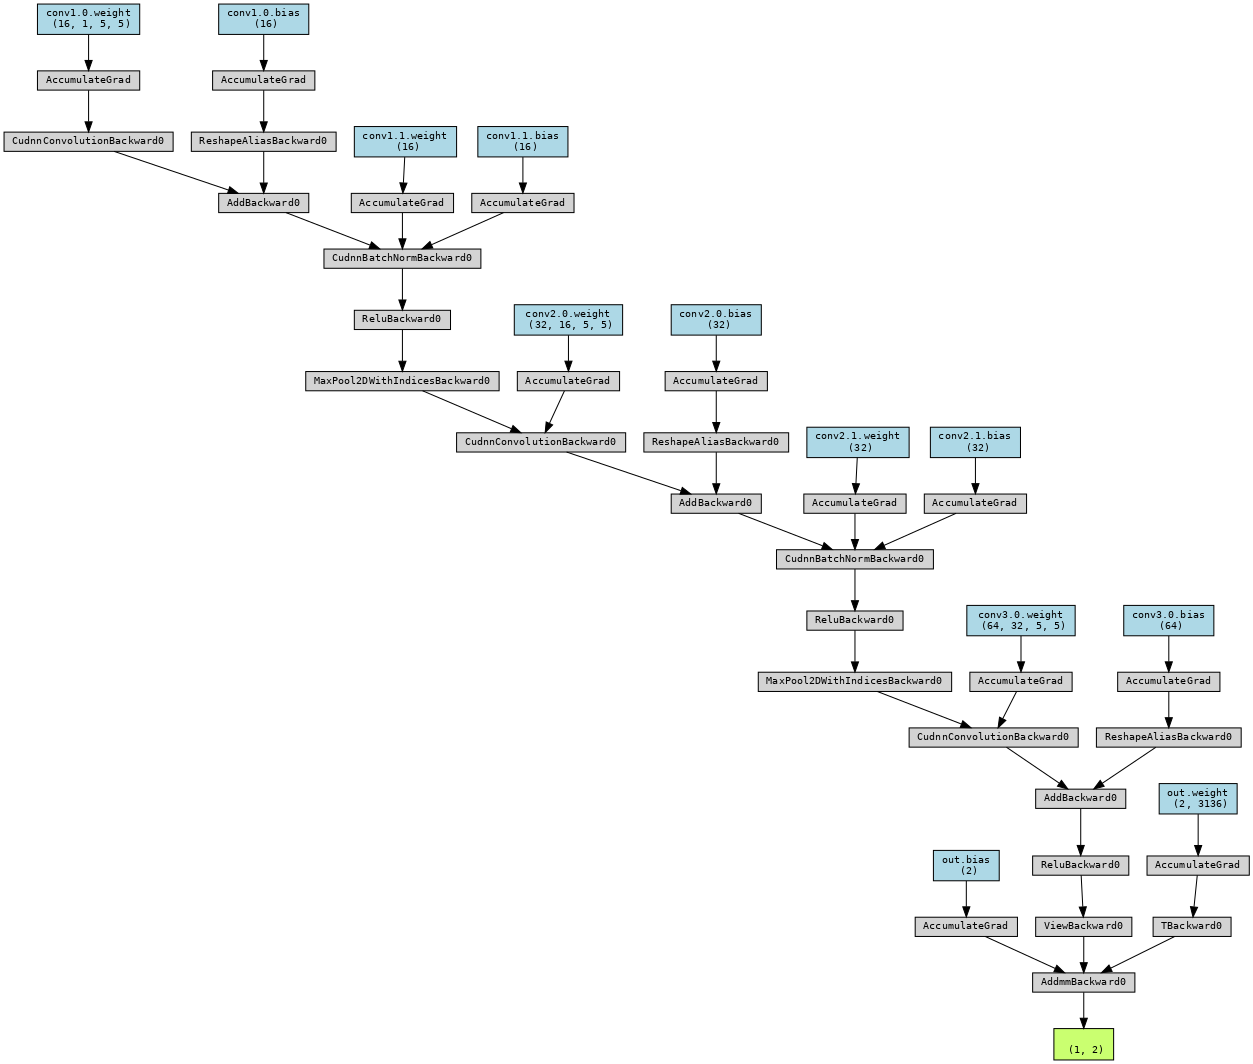 conv1.0.weight
(16, 1, 5, 5)
conv1.0.bias
(16)
AccumulateGrad
AccumulateGrad
CudnnConvolutionBackward0
ReshapeAliasBackward0
conv1.1.weight
(16)
conv1.1.bias
(16)
AddBackward0
AccumulateGrad
AccumulateGrad
CudnnBatchNormBackward0
ReluBackward0
conv2.0.weight
(32, 16, 5, 5)
conv2.0.bias
(32)
MaxPool2DWithIndicesBackward0
AccumulateGrad
AccumulateGrad
CudnnConvolutionBackward0
ReshapeAliasBackward0
conv2.1.weight
(32)
conv2.1.bias
(32)
AddBackward0
AccumulateGrad
AccumulateGrad
CudnnBatchNormBackward0
ReluBackward0
conv3.0.weight
(64, 32, 5, 5)
conv3.0.bias
(64)
MaxPool2DWithIndicesBackward0
AccumulateGrad
AccumulateGrad
CudnnConvolutionBackward0
ReshapeAliasBackward0
AddBackward0
out.weight
(2, 3136)
out.bias
(2)
ReluBackward0
AccumulateGrad
AccumulateGrad
ViewBackward0
TBackward0
AddmmBackward0
(1, 2)